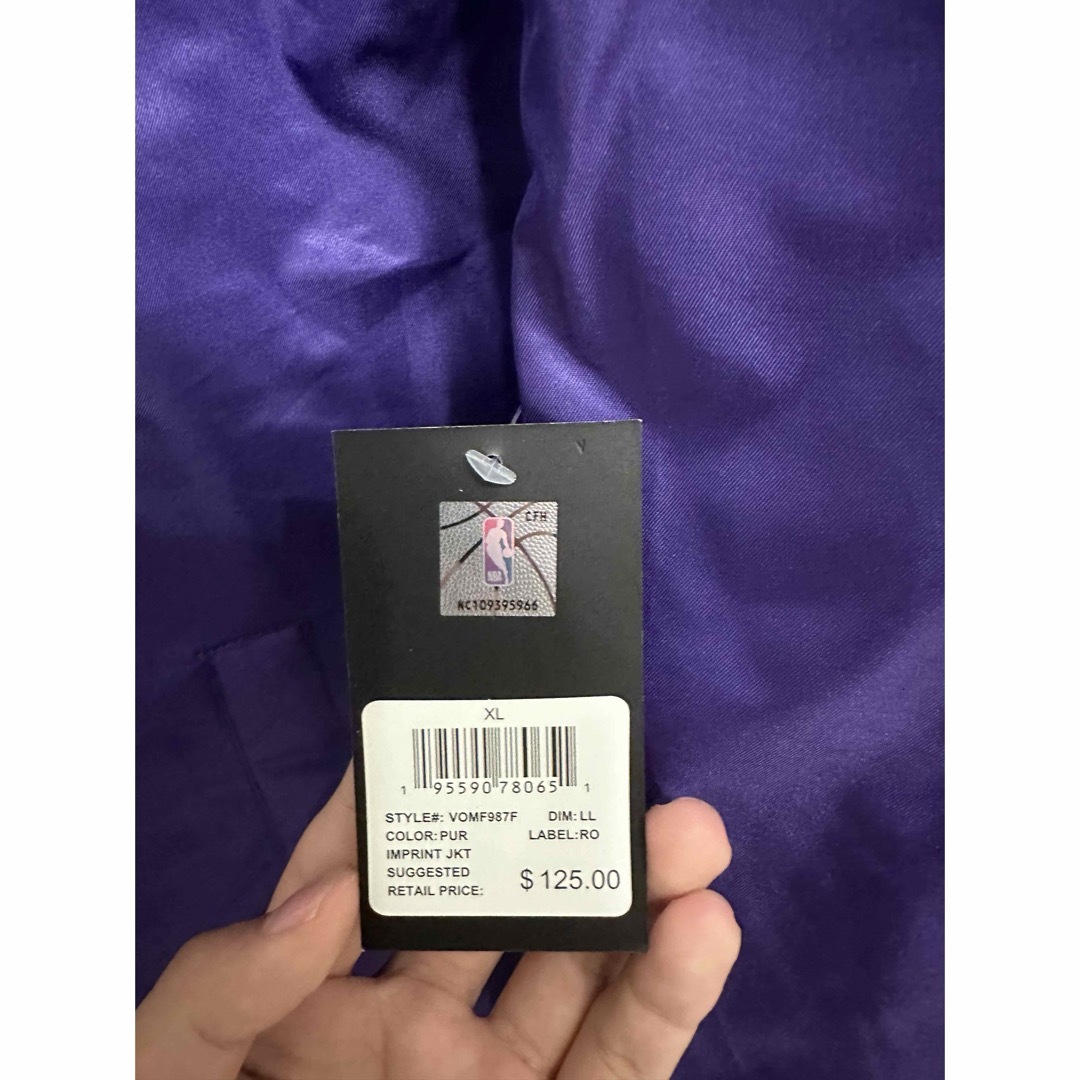 CFH
NBA
NC109395966
XL
1 95590 78065 1
STYLE#: VOMF987F DIM: LL
COLOR: PUR LABEL: RO
IMPRINT JKT
SUGGESTED
RETAIL PRICE: $ 125.00